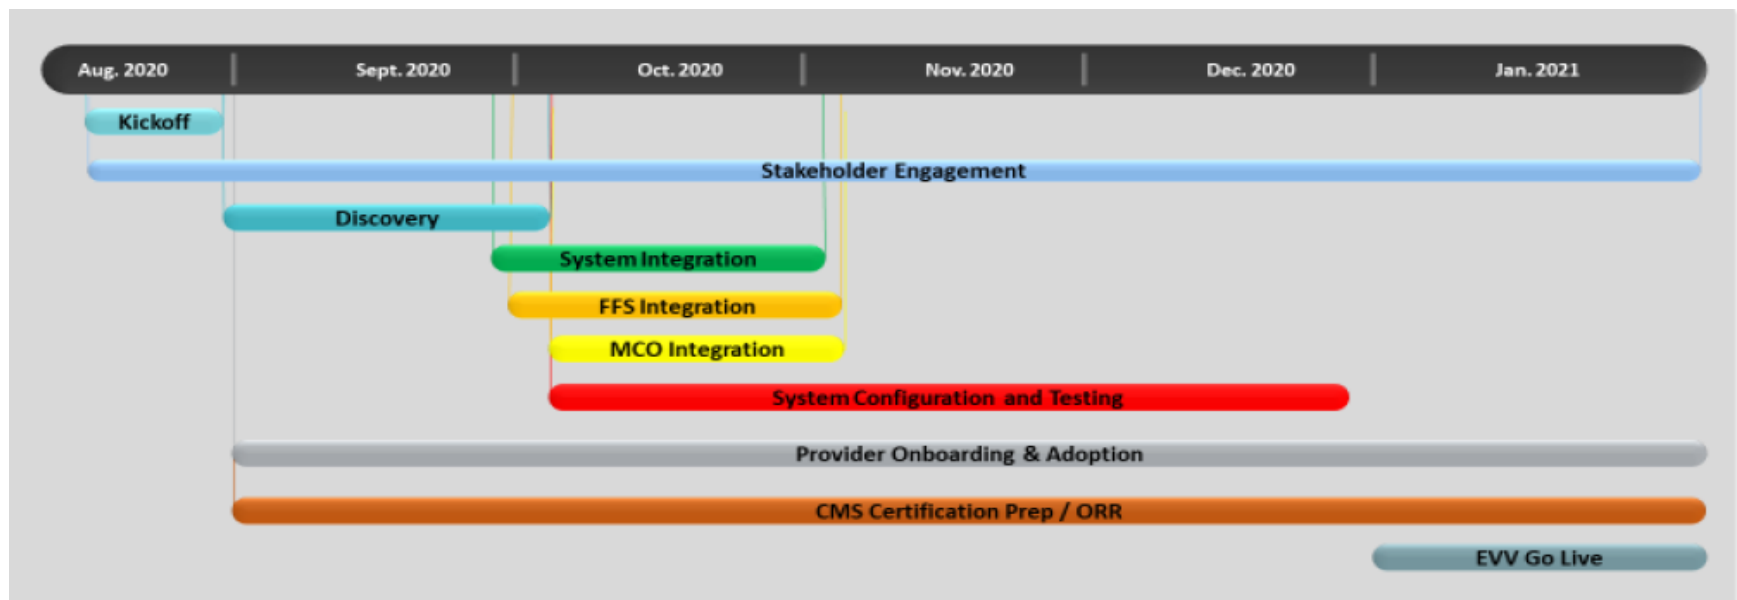 Aug. 2020 Sept. 2020 Oct. 2020 Nov. 2020 Dec. 2020 Jan. 2021
Kickoff
Stakeholder Engagement
Discovery
System Integration
FFS Integration
MCO Integration
System Configuration and Testing
Provider Onboarding & Adoption
CMS Certification Prep / ORR
EVV Go Live